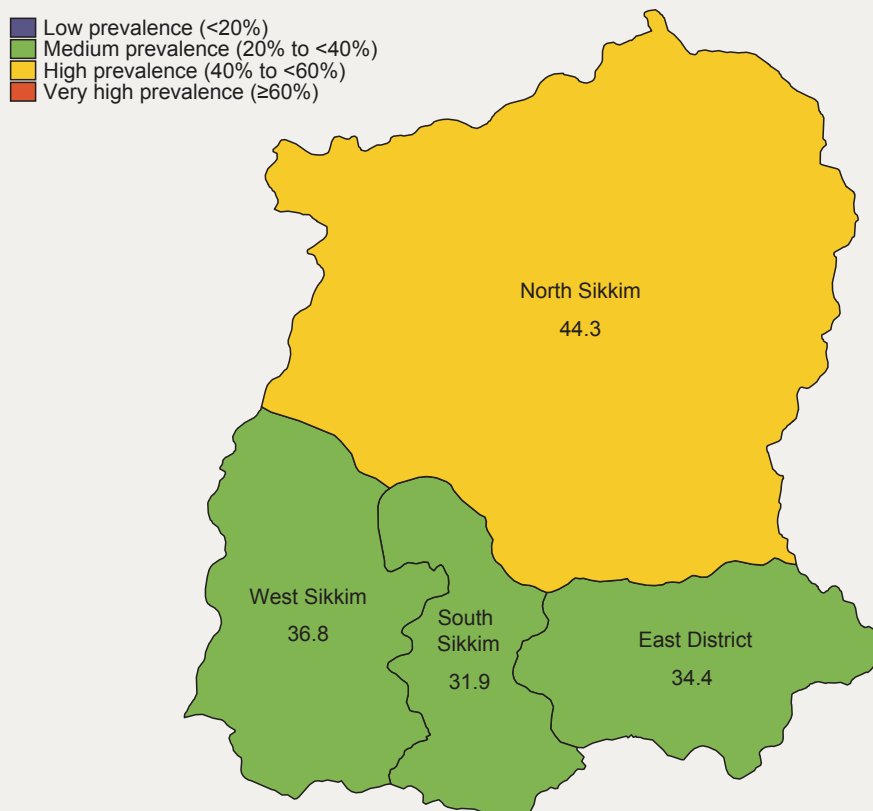 Low prevalence (<20%)
Medium prevalence (20% to <40%)
High prevalence (40% to <60%)
Very high prevalence (≥60%)
North Sikkim
44.3
West Sikkim
36.8
South
Sikkim
31.9
East District
34.4